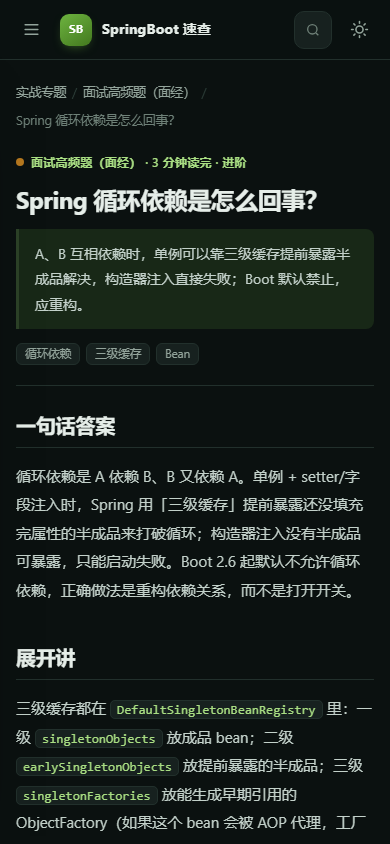 SB SpringBoot 速查
实战专题 / 面试高频题（面经） /
Spring 循环依赖是怎么回事？
面试高频题（面经） · 3 分钟读完 · 进阶
Spring 循环依赖是怎么回事？
A、B 互相依赖时，单例可以靠三级缓存提前暴露半
成品解决，构造器注入直接失败；Boot 默认禁止，
应重构。
循环依赖 三级缓存 Bean
一句话答案
循环依赖是 A 依赖 B、B 又依赖 A。单例 + setter/字
段注入时，Spring 用「三级缓存」提前暴露还没填充
完属性的半成品来打破循环；构造器注入没有半成品
可暴露，只能启动失败。Boot 2.6 起默认不允许循环
依赖，正确做法是重构依赖关系，而不是打开开关。
展开讲
三级缓存都在 DefaultSingletonBeanRegistry 里：一
级 singletonObjects 放成品 bean；二级
earlySingletonObjects 放提前暴露的半成品；三级
singletonFactories 放能生成早期引用的
ObjectFactory（如果这个 bean 会被 AOP 代理，工厂